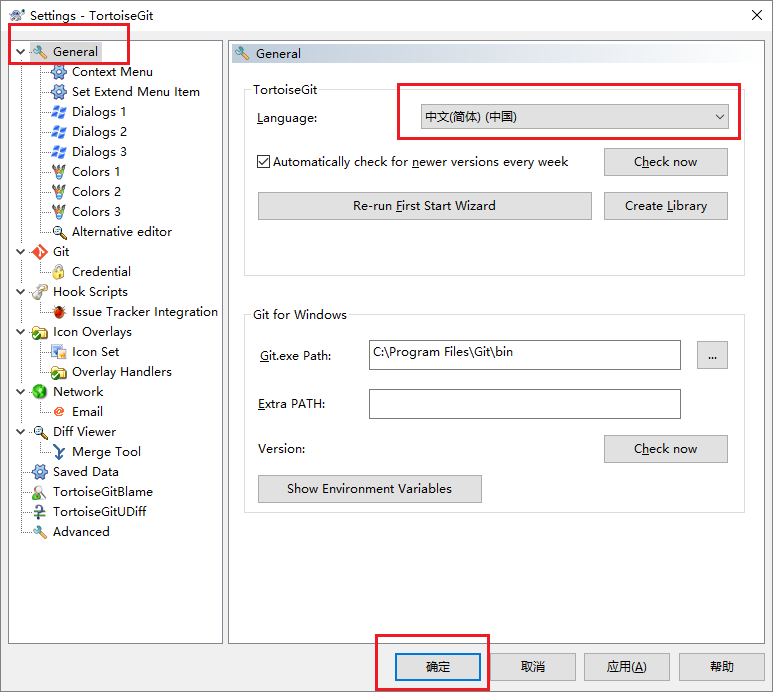 Settings - TortoiseGit
General
Context Menu
Set Extend Menu Item
Dialogs 1
Dialogs 2
Dialogs 3
Colors 1
Colors 2
Colors 3
Alternative editor
Git
Credential
Hook Scripts
Issue Tracker Integration
Icon Overlays
Icon Set
Overlay Handlers
Network
Email
Diff Viewer
Merge Tool
Saved Data
TortoiseGitBlame
TortoiseGitUDiff
Advanced
General
TortoiseGit
Language: 中文(简体) (中国)
Automatically check for newer versions every week Check now
Re-run First Start Wizard Create Library
Git for Windows
Git.exe Path: C:\Program Files\Git\bin ...
Extra PATH:
Version: Check now
Show Environment Variables
确定 取消 应用(A) 帮助